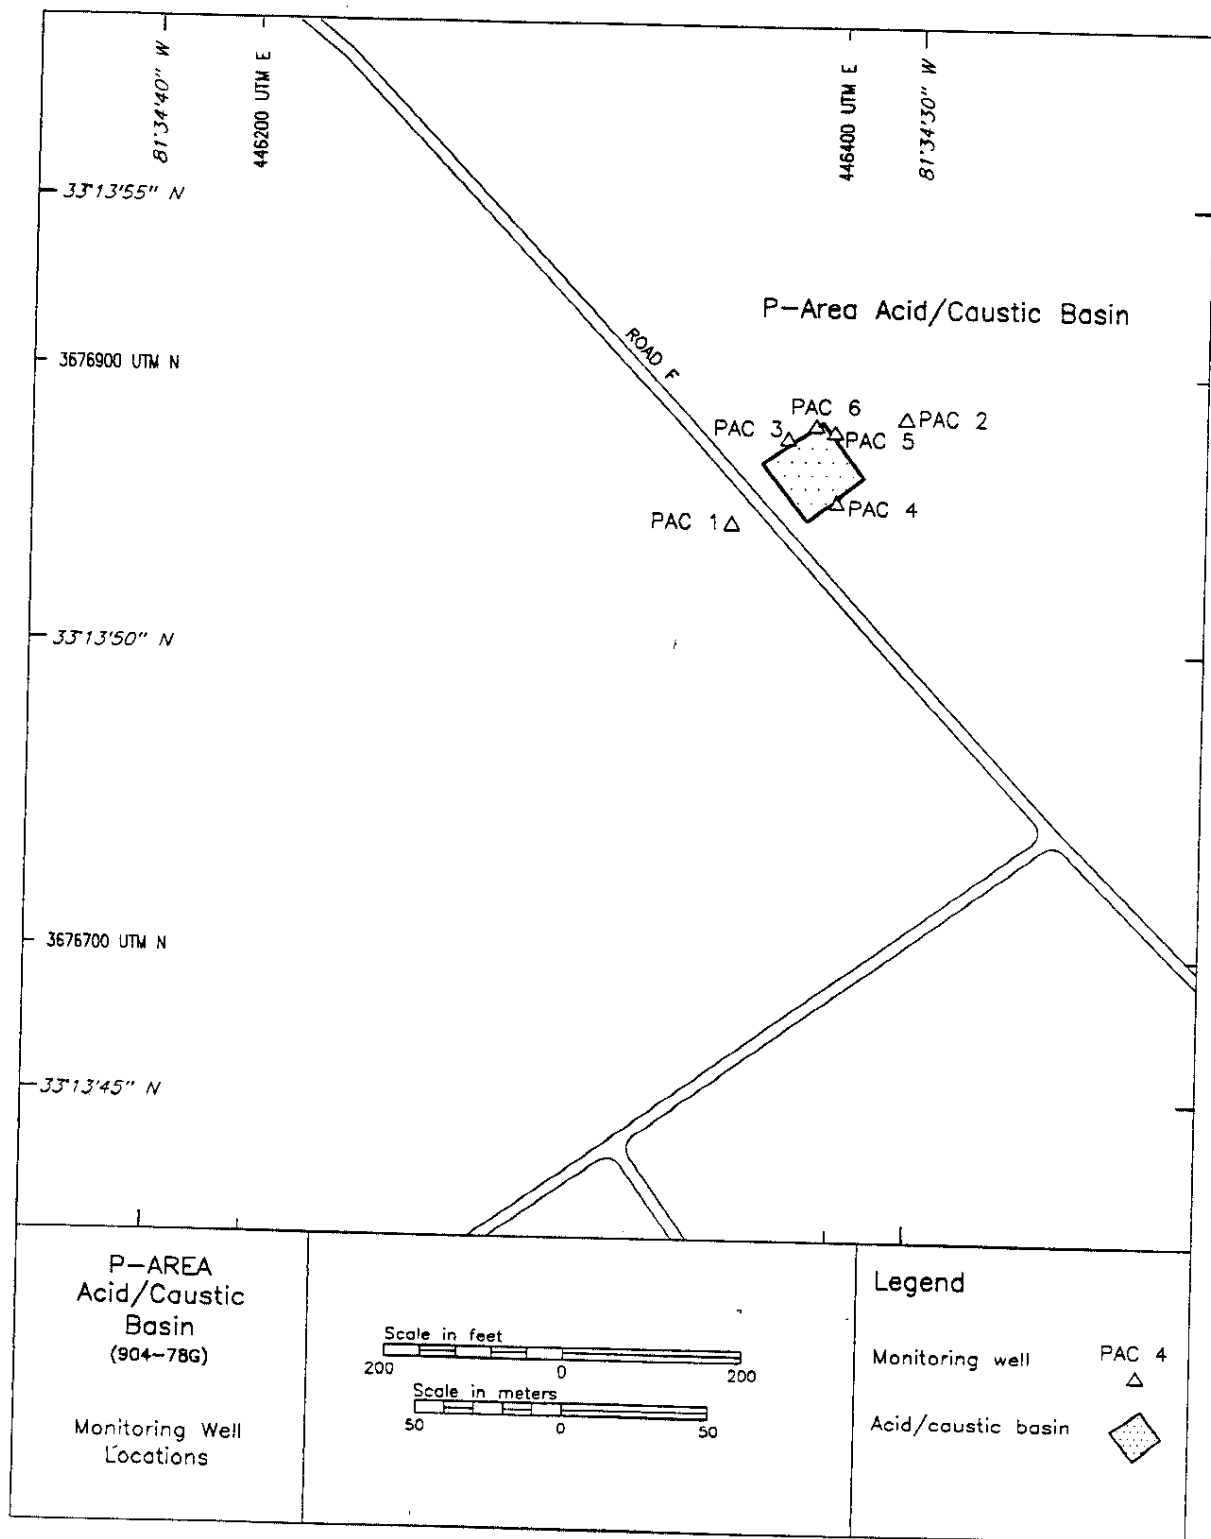 81°34'40" W
446200 UTM E
446400 UTM E
81°34'30" W
33°13'55" N
P-Area Acid/Caustic Basin
ROAD F
3676900 UTM N
PAC 6
PAC 2
PAC 3
PAC 5
PAC 4
PAC 1
33°13'50" N
3676700 UTM N
33°13'45" N
P-AREA
Acid/Caustic
Basin
(904-78G)
Monitoring Well
Locations
Scale in feet
200 0 200
Scale in meters
50 0 50
Legend
Monitoring well PAC 4
Acid/caustic basin